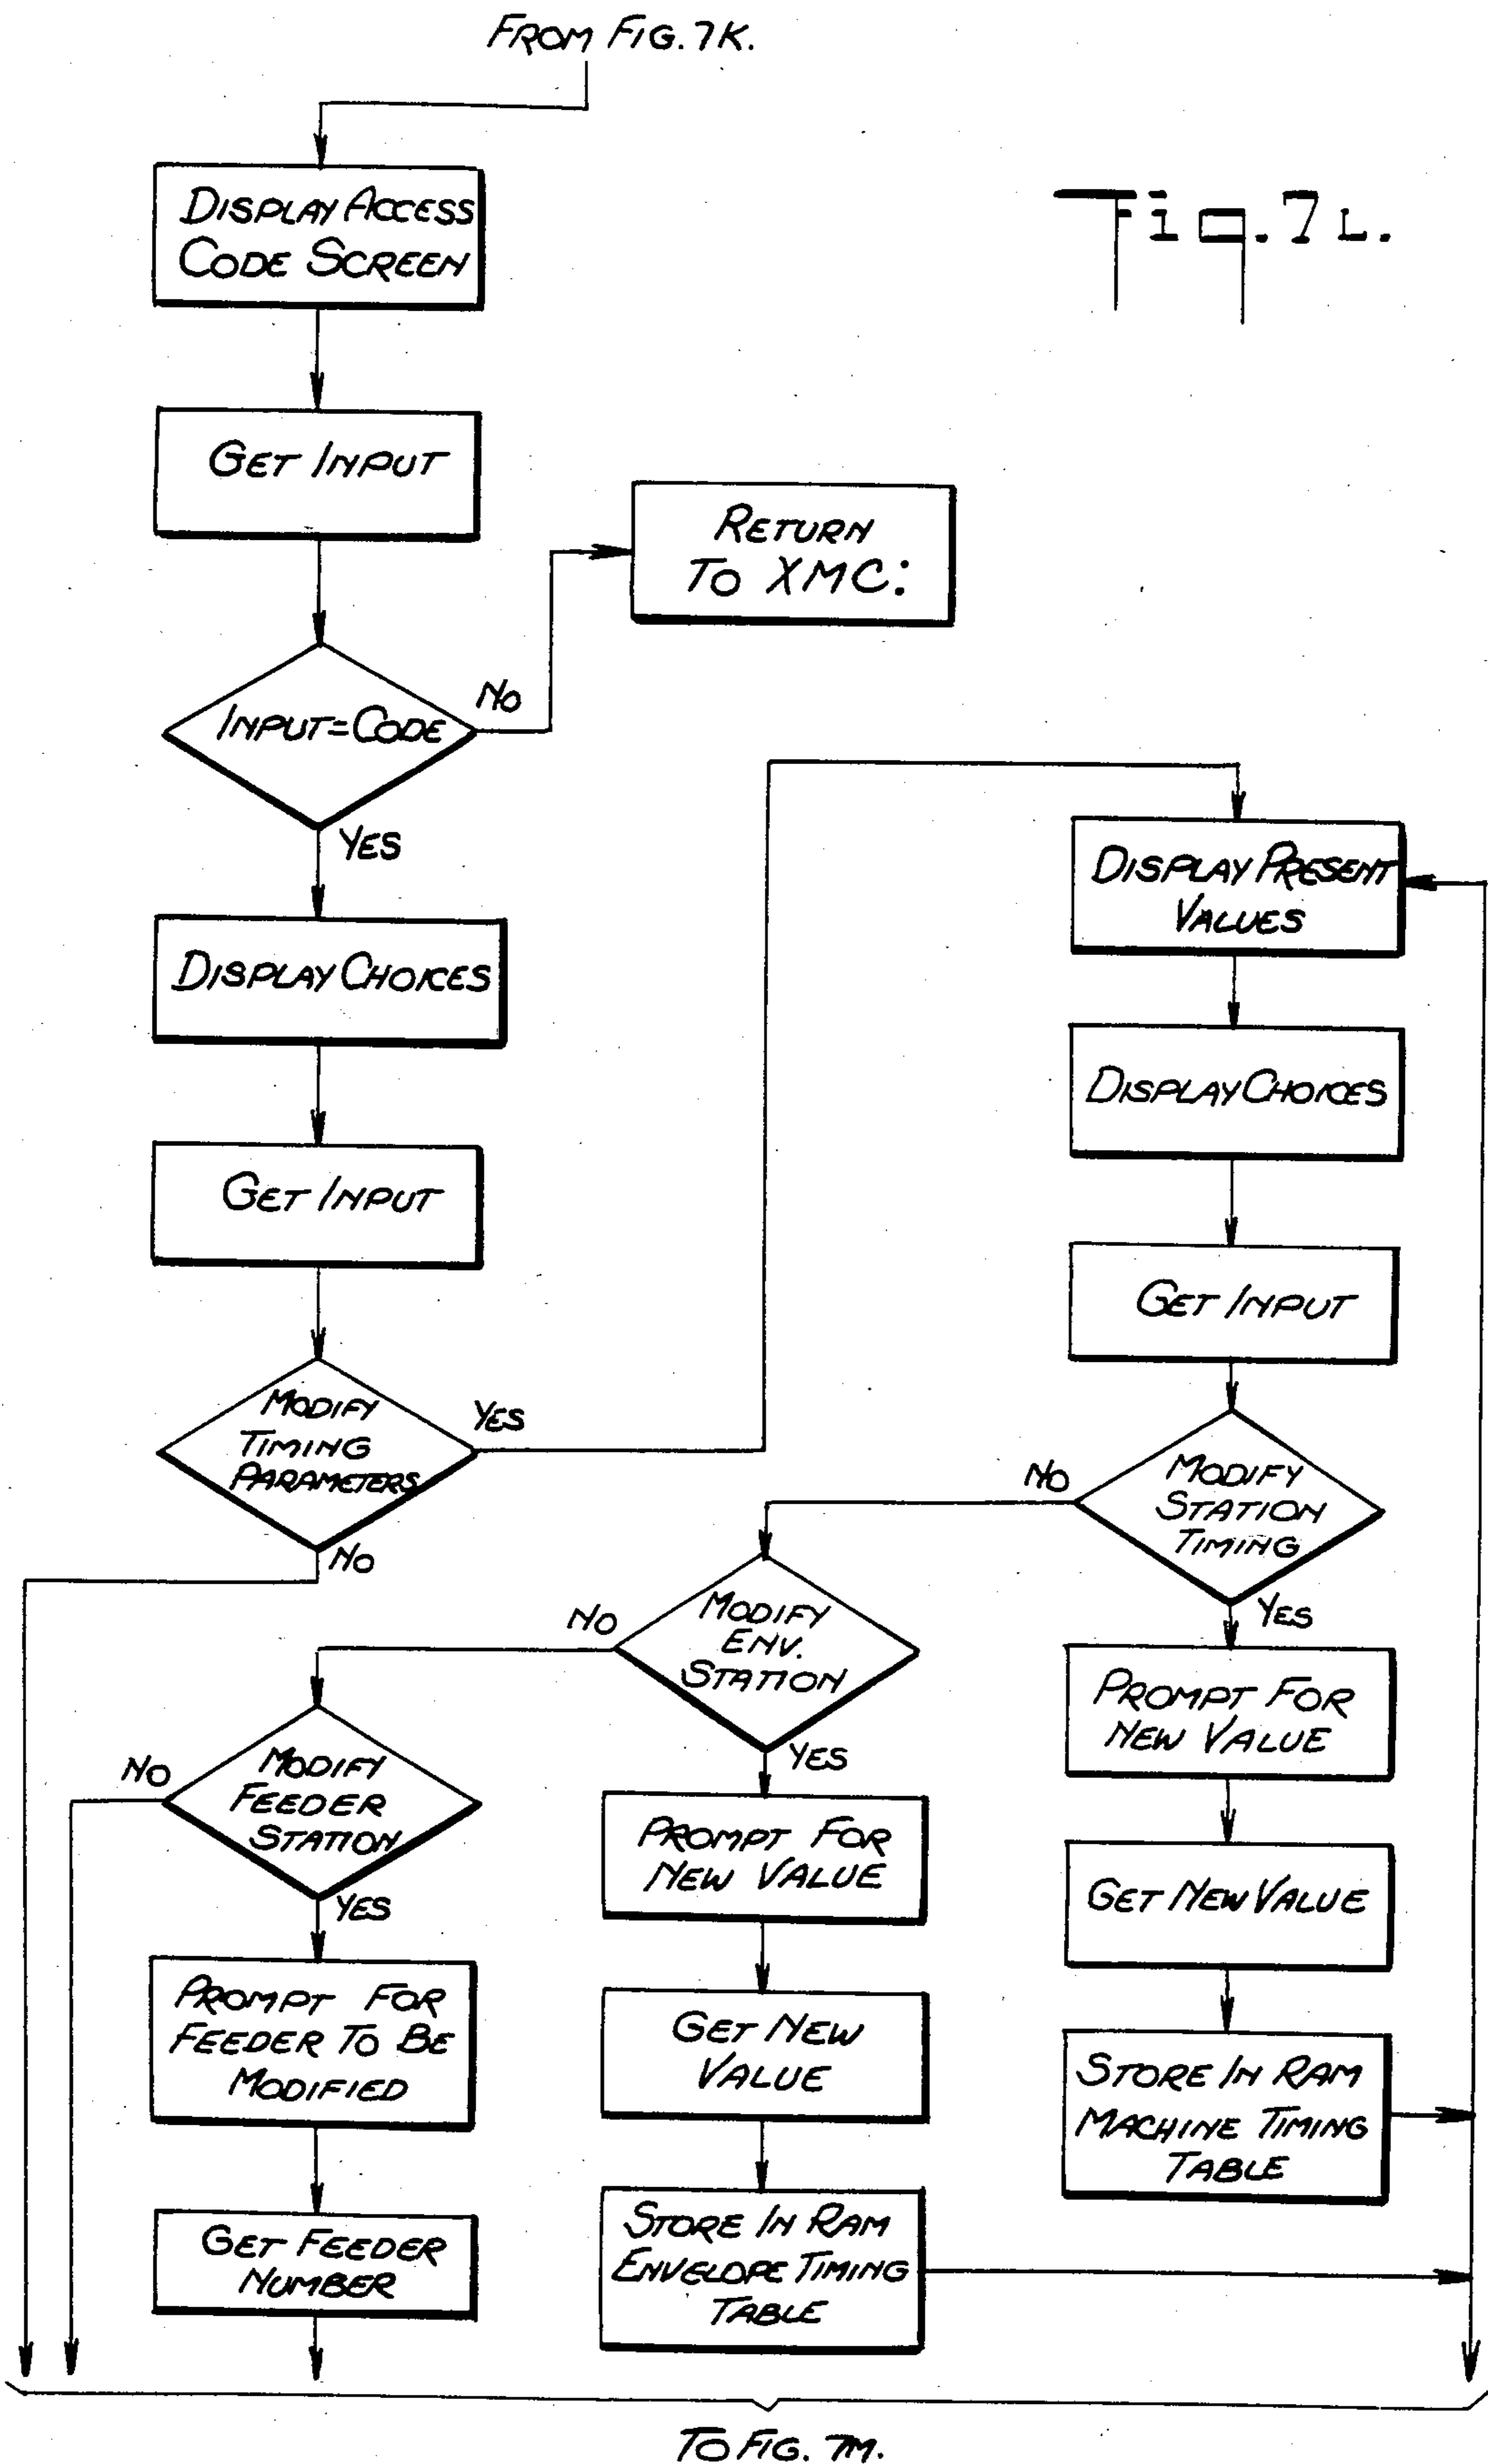 FROM FIG. 7K.
Fig. 7L.
DISPLAY ACCESS
CODE SCREEN
GET INPUT
RETURN
TO XMC:
INPUT=CODE
NO
YES
DISPLAY CHOICES
GET INPUT
MODIFY
TIMING
PARAMETERS
YES
NO
DISPLAY PRESENT
VALUES
DISPLAY CHOICES
GET INPUT
MODIFY
STATION
TIMING
NO
YES
PROMPT FOR
NEW VALUE
GET NEW VALUE
STORE IN RAM
MACHINE TIMING
TABLE
MODIFY
ENV.
STATION
NO
YES
PROMPT FOR
NEW VALUE
GET NEW
VALUE
STORE IN RAM
ENVELOPE TIMING
TABLE
MODIFY
FEEDER
STATION
NO
YES
PROMPT FOR
FEEDER TO BE
MODIFIED
GET FEEDER
NUMBER
TO FIG. 7M.